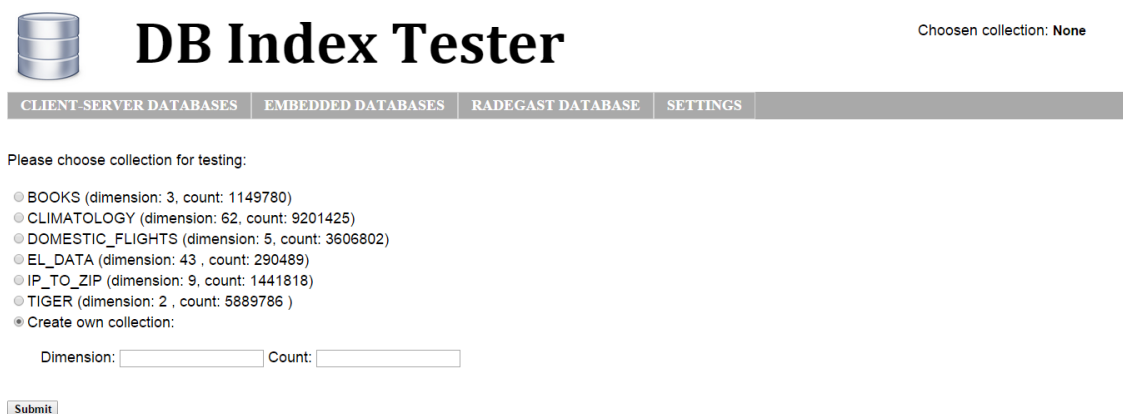 DB Index Tester
Choosen collection: None
CLIENT-SERVER DATABASES EMBEDDED DATABASES RADEGAST DATABASE SETTINGS
Please choose collection for testing:
BOOKS (dimension: 3, count: 1149780)
CLIMATOLOGY (dimension: 62, count: 9201425)
DOMESTIC_FLIGHTS (dimension: 5, count: 3606802)
EL_DATA (dimension: 43 , count: 290489)
IP_TO_ZIP (dimension: 9, count: 1441818)
TIGER (dimension: 2 , count: 5889786 )
Create own collection:
Dimension: Count:
Submit